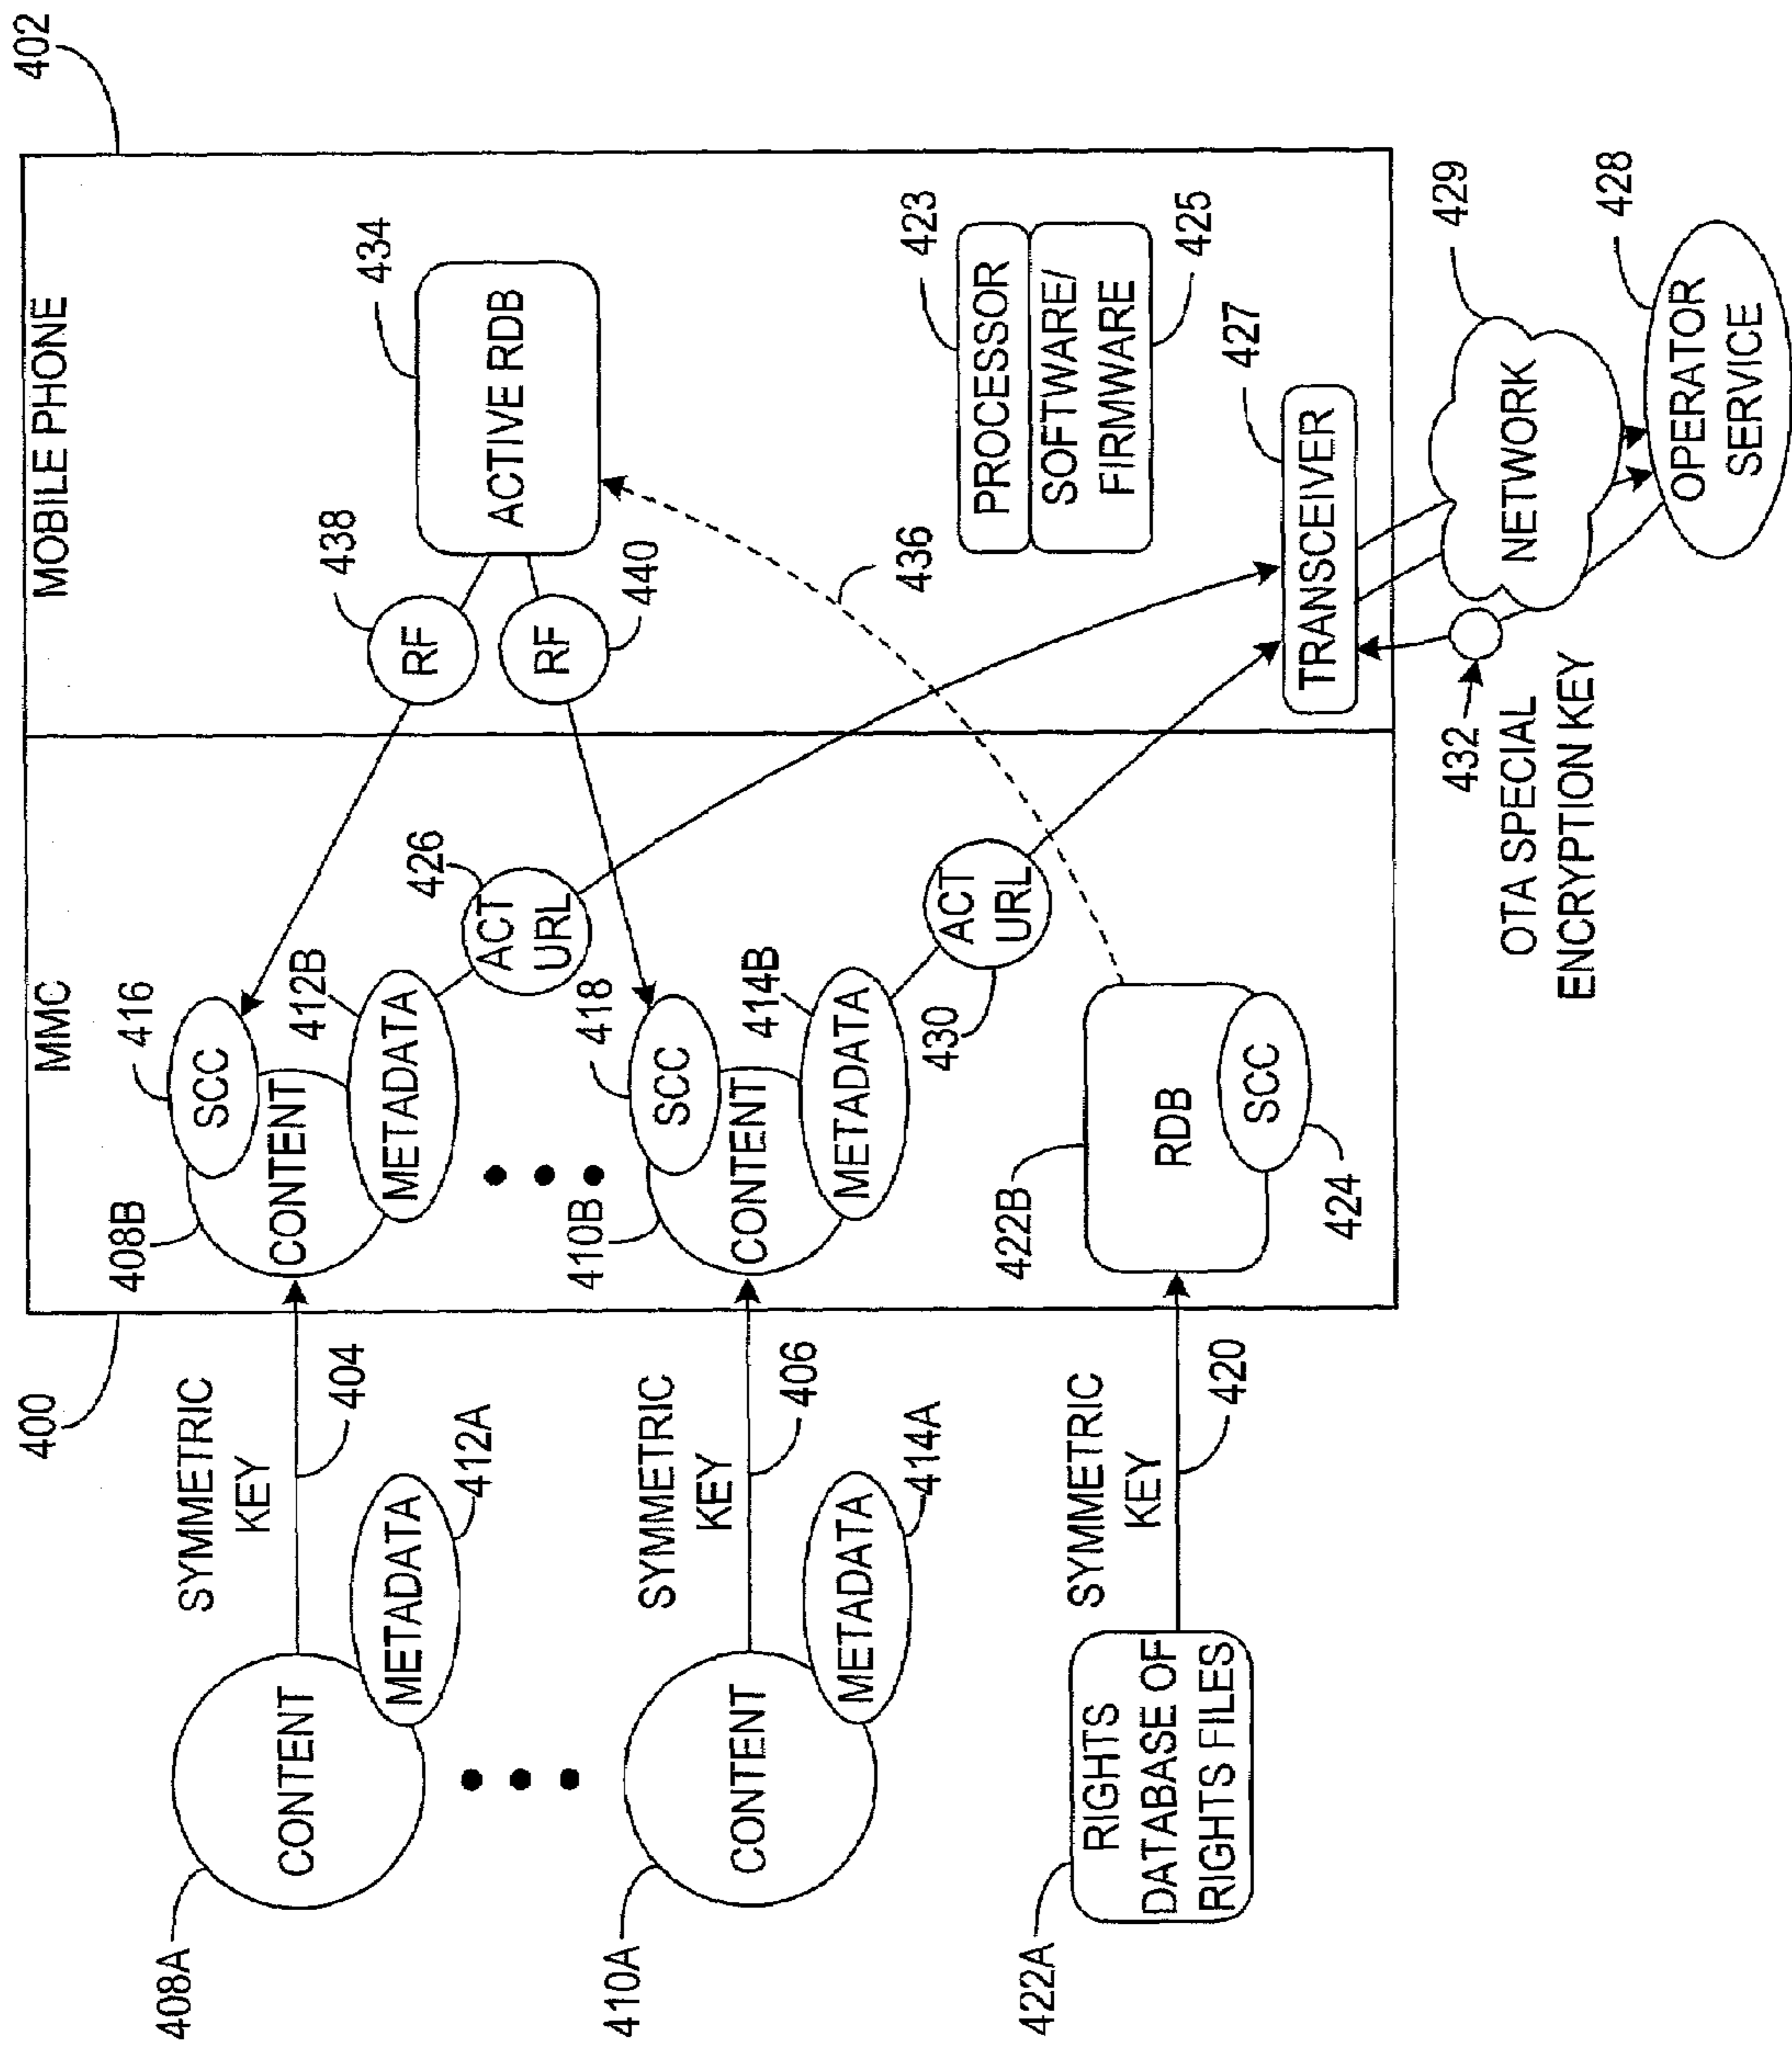 402
MOBILE PHONE
434
ACTIVE RDB
438
RF
440
RF
423
PROCESSOR
SOFTWARE/
FIRMWARE
425
436
427
TRANSCEIVER
429
NETWORK
428
OPERATOR
SERVICE
432
OTA SPECIAL
ENCRYPTION KEY
400
MMC
416
SCC
408B
CONTENT
412B
METADATA
426
ACT
URL
418
SCC
410B
CONTENT
414B
METADATA
430
ACT
URL
422B
RDB
SCC
424
SYMMETRIC
KEY
404
SYMMETRIC
KEY
406
SYMMETRIC
KEY
420
408A
CONTENT
METADATA
412A
410A
CONTENT
METADATA
414A
422A
RIGHTS
DATABASE OF
RIGHTS FILES